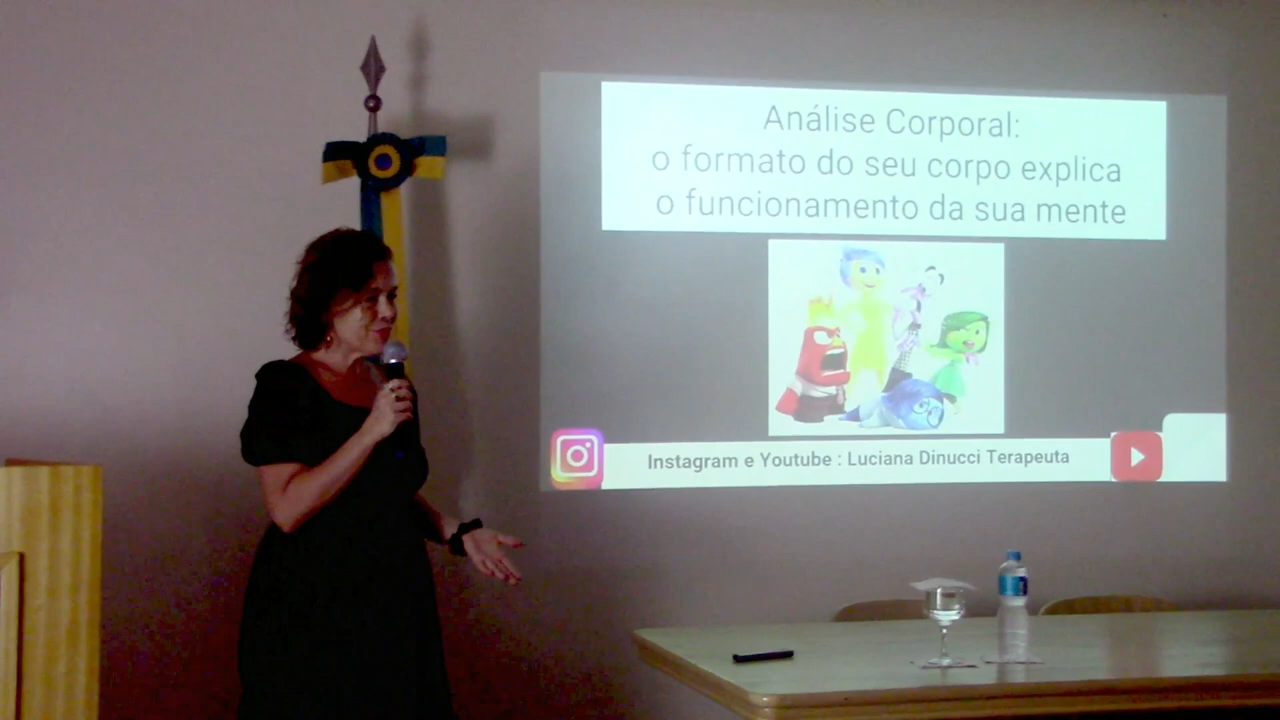 Análise Corporal:
o formato do seu corpo explica
o funcionamento da sua mente
Instagram e Youtube : Luciana Dinucci Terapeuta